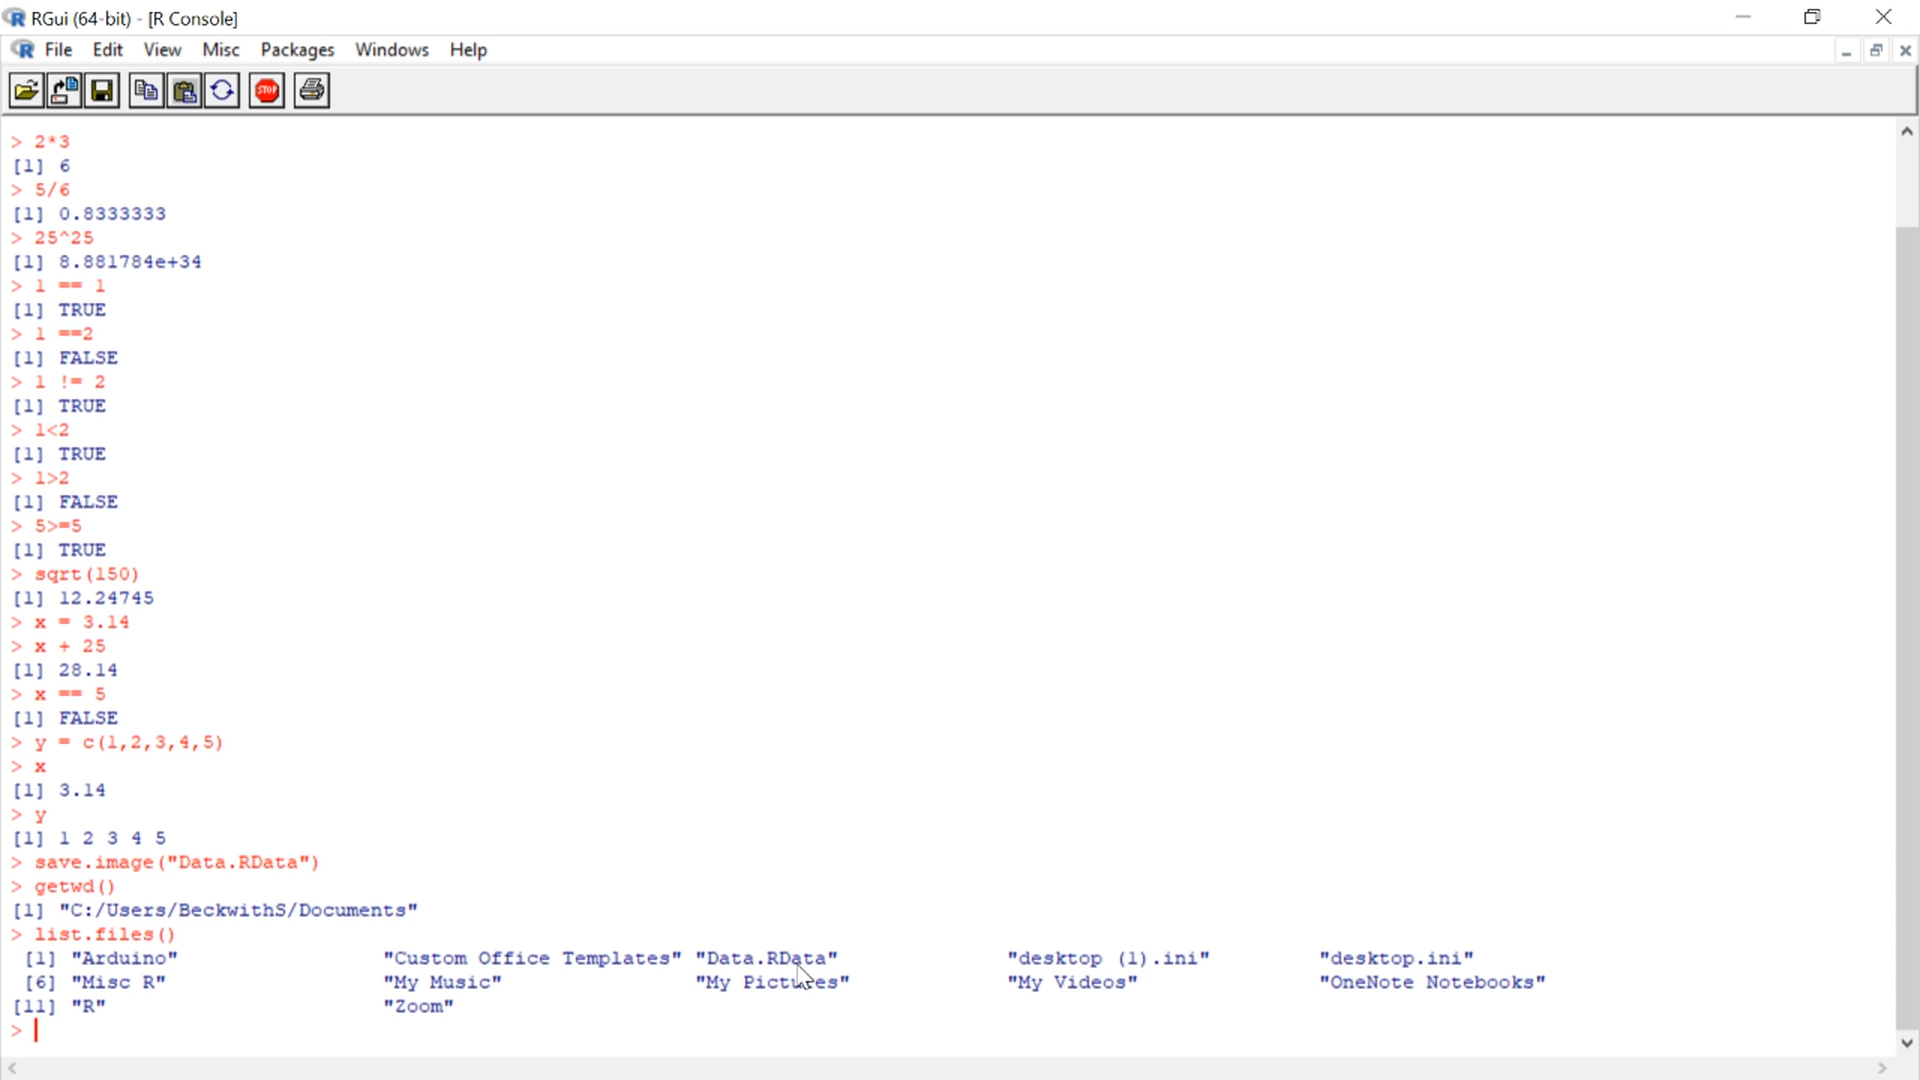 RGui (64-bit) - [R Console]
File Edit View Misc Packages Windows Help
STOP
> 2*3
[1] 6
> 5/6
[1] 0.8333333
> 25^25
[1] 8.881784e+34
> 1 == 1
[1] TRUE
> 1 ==2
[1] FALSE
> 1 != 2
[1] TRUE
> 1<2
[1] TRUE
> 1>2
[1] FALSE
> 5>=5
[1] TRUE
> sqrt(150)
[1] 12.24745
> x = 3.14
> x + 25
[1] 28.14
> x == 5
[1] FALSE
> y = c(1,2,3,4,5)
> x
[1] 3.14
> y
[1] 1 2 3 4 5
> save.image("Data.RData")
> getwd()
[1] "C:/Users/BeckwithS/Documents"
> list.files()
[1] "Arduino" "Custom Office Templates" "Data.RData" "desktop (1).ini" "desktop.ini"
[6] "Misc R" "My Music" "My Pictures" "My Videos" "OneNote Notebooks"
[11] "R" "Zoom"
>